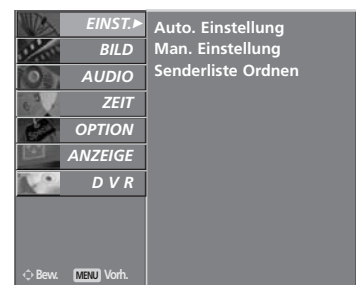 EINST.
BILD
AUDIO
ZEIT
OPTION
ANZEIGE
D V R
Auto. Einstellung
Man. Einstellung
Senderliste Ordnen
Bew. MENU Vorh.